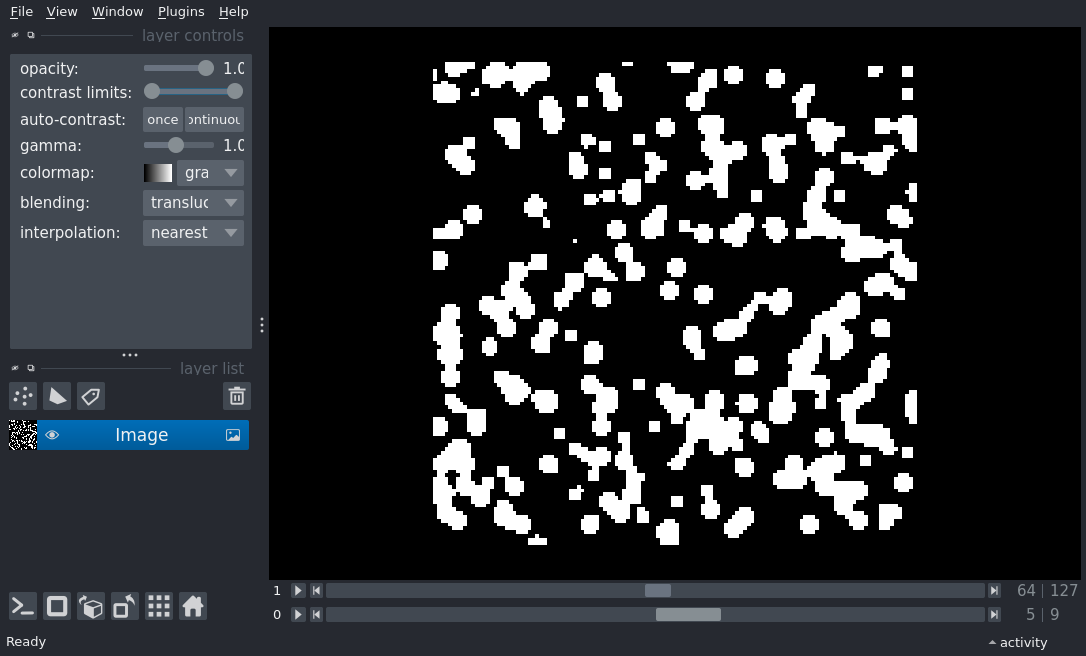 File View Window Plugins Help
layer controls
opacity: 1.0
contrast limits:
auto-contrast: once ontinuou
gamma: 1.0
colormap: gra
blending: transluc
interpolation: nearest
layer list
Image
1 64 | 127
0 5 | 9
Ready activity